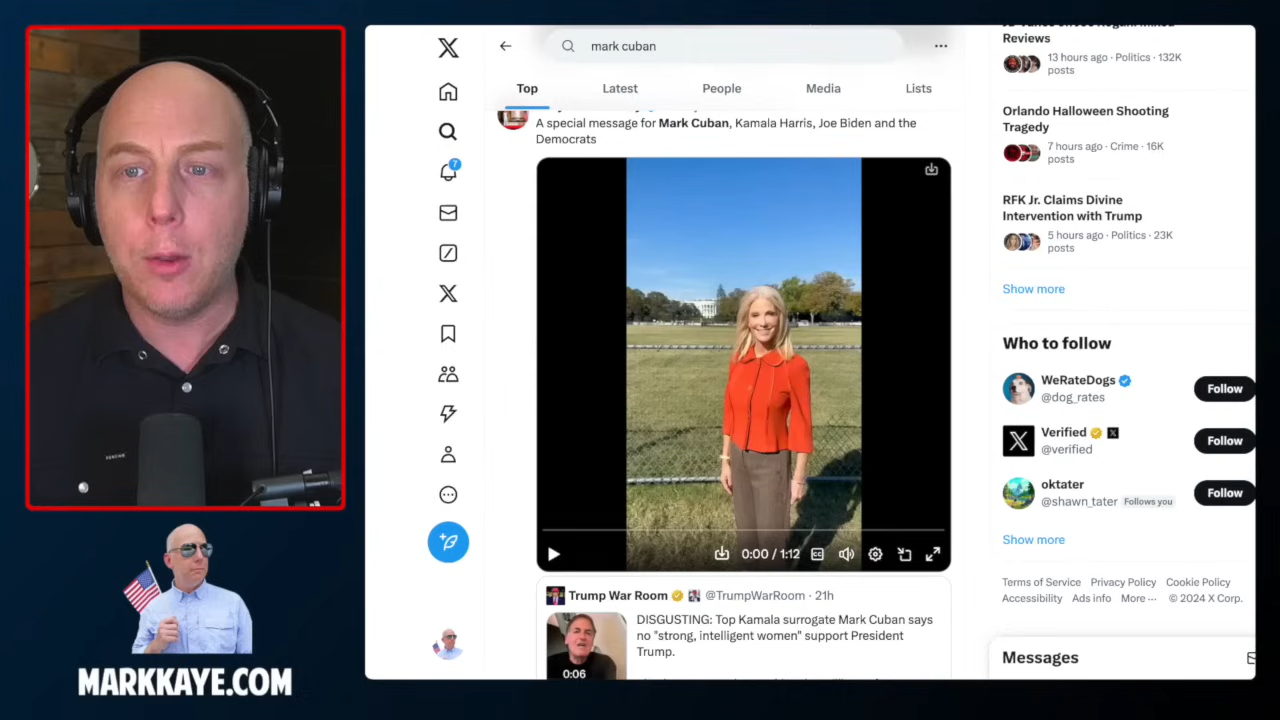 mark cuban
Top
Latest
People
Media
Lists
A special message for Mark Cuban, Kamala Harris, Joe Biden and the
Democrats
7
0:00 / 1:12
CC
Trump War Room @TrumpWarRoom · 21h
DISGUSTING: Top Kamala surrogate Mark Cuban says
no "strong, intelligent women" support President
Trump.
0:06
Reviews
13 hours ago · Politics · 132K
posts
Orlando Halloween Shooting
Tragedy
7 hours ago · Crime · 16K
posts
RFK Jr. Claims Divine
Intervention with Trump
5 hours ago · Politics · 23K
posts
Show more
Who to follow
WeRateDogs
@dog_rates
Follow
Verified
@verified
Follow
oktater
@shawn_tater Follows you
Follow
Show more
Terms of Service Privacy Policy Cookie Policy
Accessibility Ads info More ··· © 2024 X Corp.
Messages
MARKKAYE.COM